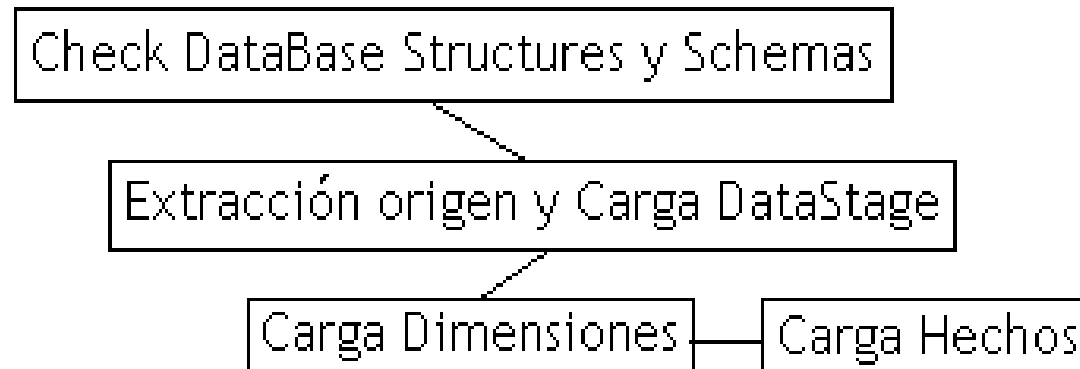 Check DataBase Structures y Schemas
Extracción origen y Carga DataStage
Carga Dimensiones
Carga Hechos